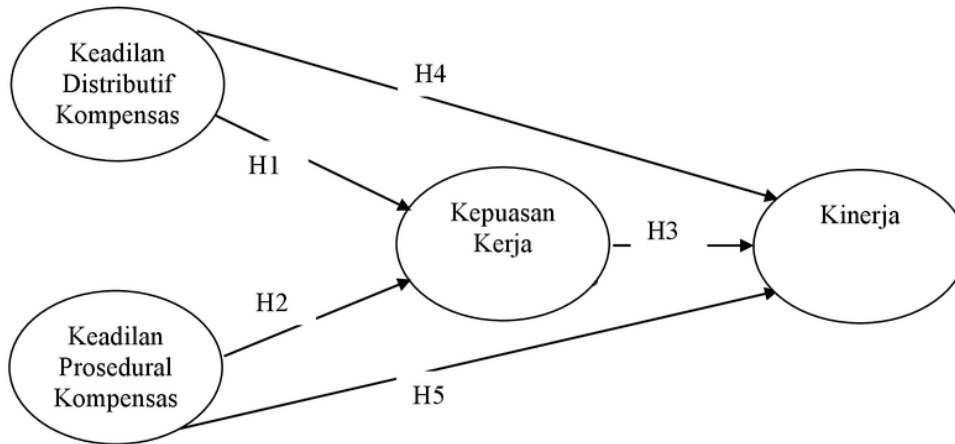 Keadilan
Distributif
Kompensas
H4
H1
Kepuasan
Kerja
H3
Kinerja
H2
Keadilan
Prosedural
Kompensas
H5